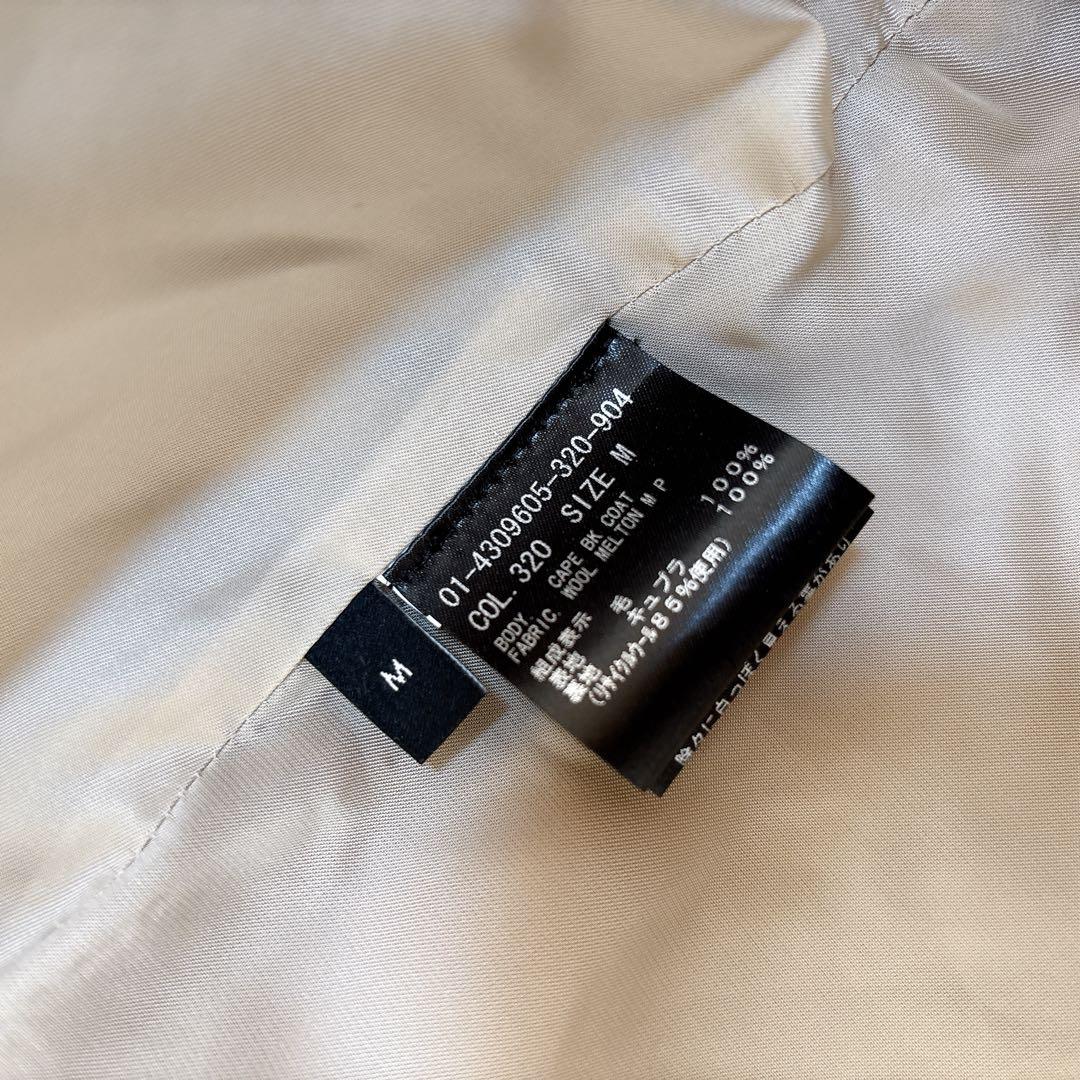 01-4309605-320-904
COL. 320 SIZE M
BODY CAPE BK COAT
FABRIC WOOL MELTON M P
組成表示
表地 毛 100%
裏地 キュプラ 100%
(リサイクルウール85%使用)
M